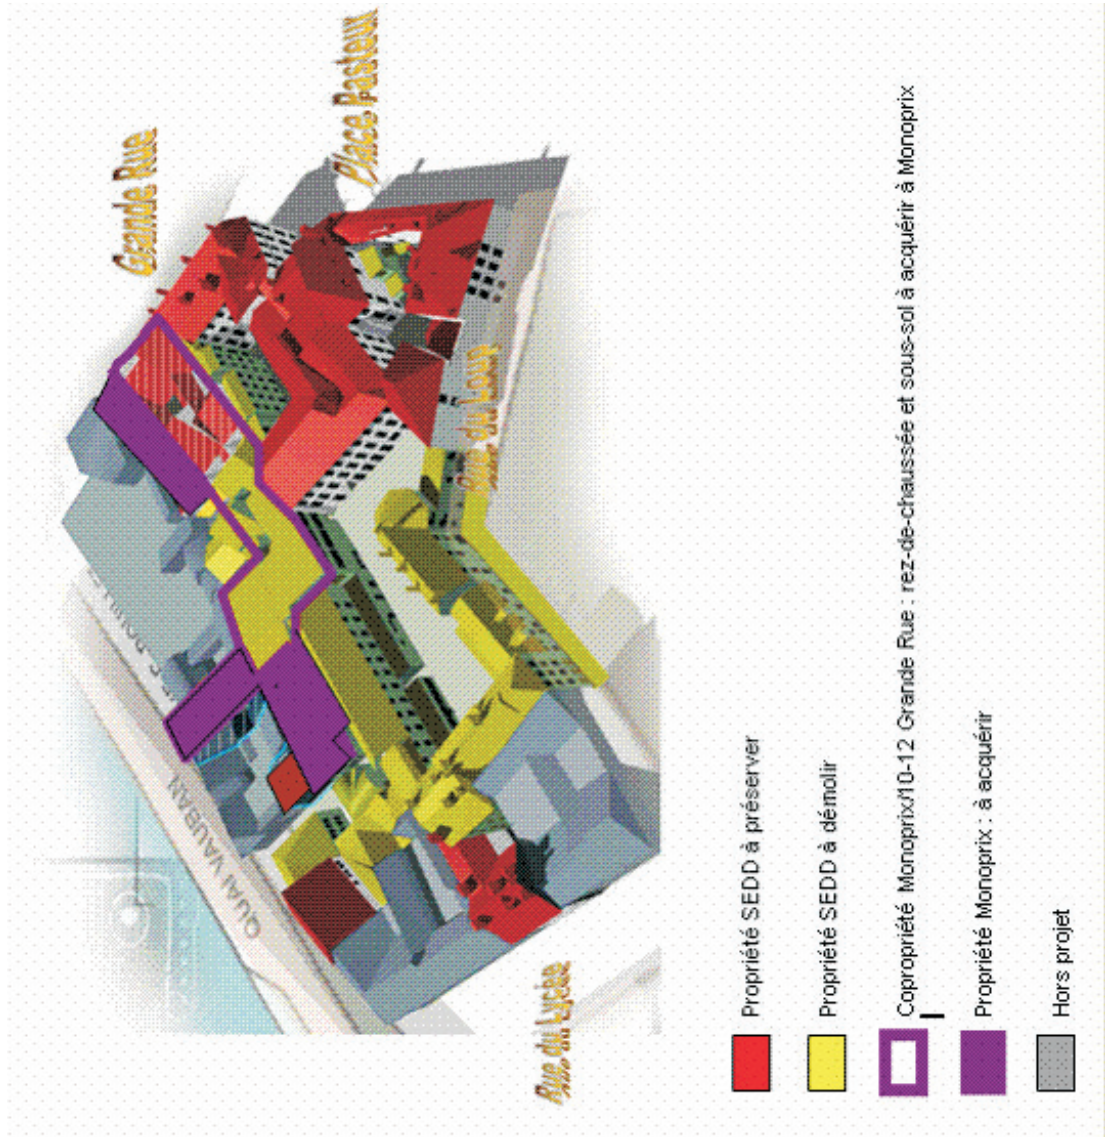 Grande Rue
Place Pasteur
QUAI VAUBAN
Rue du Loup
Rue du Lycée
Propriété SEDD à préserver
Propriété SEDD à démolir
Copropriété Monoprix/10-12 Grande Rue : rez-de-chaussée et sous-sol à acquérir à Monoprix
Propriété Monoprix : à acquérir
Hors projet